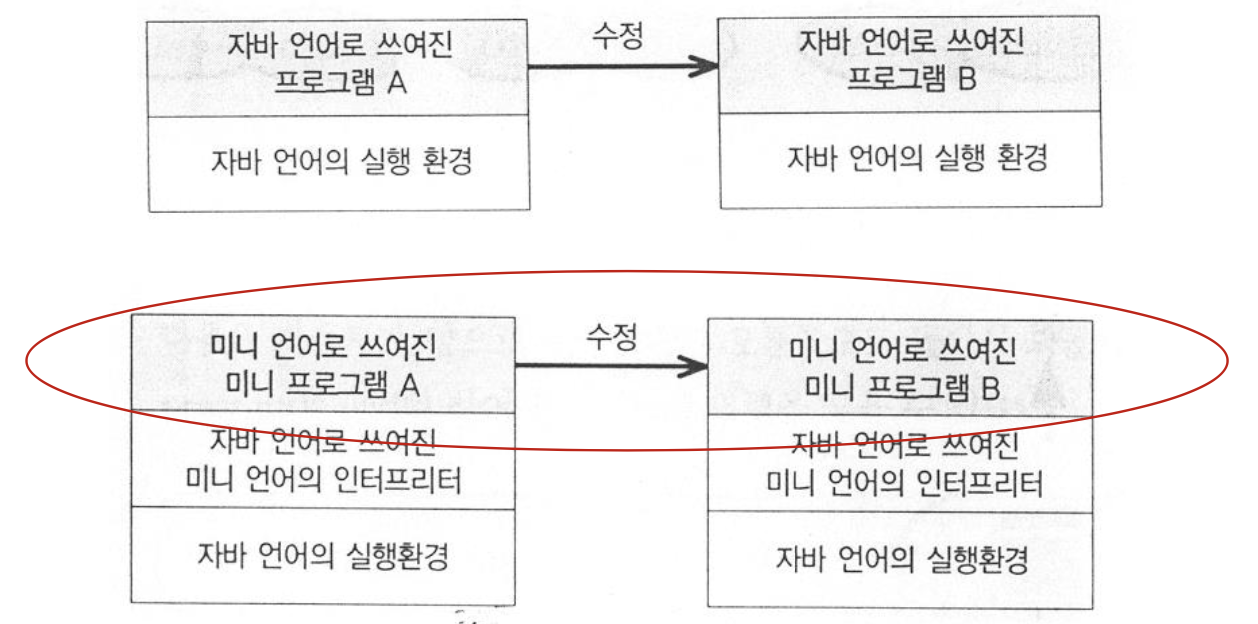 자바 언어로 쓰여진
프로그램 A
수정
자바 언어로 쓰여진
프로그램 B
자바 언어의 실행 환경
자바 언어의 실행 환경
미니 언어로 쓰여진
미니 프로그램 A
수정
미니 언어로 쓰여진
미니 프로그램 B
자바 언어로 쓰여진
미니 언어의 인터프리터
자바 언어로 쓰여진
미니 언어의 인터프리터
자바 언어의 실행환경
자바 언어의 실행환경